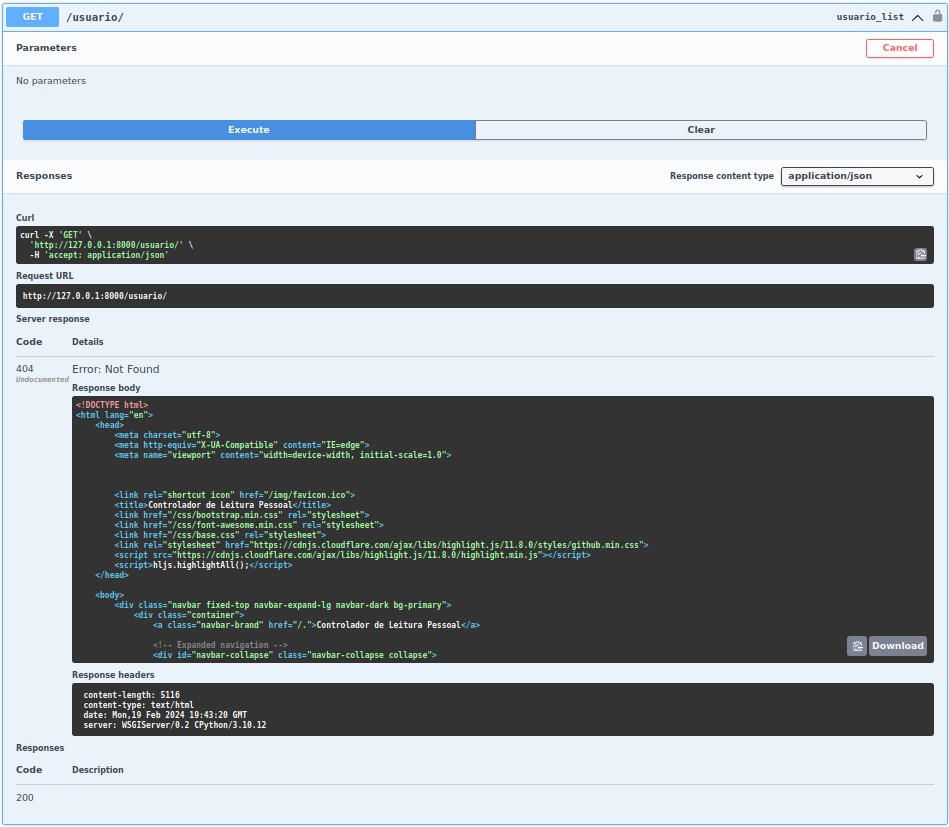 GET /usuario/ usuario_list
Parameters Cancel
No parameters
Execute Clear
Responses Response content type application/json
Curl
curl -X 'GET' \
  'http://127.0.0.1:8000/usuario/' \
  -H 'accept: application/json'
Request URL
http://127.0.0.1:8000/usuario/
Server response
Code Details
404 Error: Not Found
Undocumented
Response body
<!DOCTYPE html>
<html lang="en">
    <head>
        <meta charset="utf-8">
        <meta http-equiv="X-UA-Compatible" content="IE=edge">
        <meta name="viewport" content="width=device-width, initial-scale=1.0">
        <link rel="shortcut icon" href="/img/favicon.ico">
        <title>Controlador de Leitura Pessoal</title>
        <link href="/css/bootstrap.min.css" rel="stylesheet">
        <link href="/css/font-awesome.min.css" rel="stylesheet">
        <link href="/css/base.css" rel="stylesheet">
        <link rel="stylesheet" href="https://cdnjs.cloudflare.com/ajax/libs/highlight.js/11.8.0/styles/github.min.css">
        <script src="https://cdnjs.cloudflare.com/ajax/libs/highlight.js/11.8.0/highlight.min.js"></script>
        <script>hljs.highlightAll();</script>
    </head>
    <body>
        <div class="navbar fixed-top navbar-expand-lg navbar-dark bg-primary">
            <div class="container">
                <a class="navbar-brand" href="/.">Controlador de Leitura Pessoal</a>
                <!-- Expanded navigation -->
                <div id="navbar-collapse" class="navbar-collapse collapse">
Download
Response headers
content-length: 5116
content-type: text/html
date: Mon,19 Feb 2024 19:43:20 GMT
server: WSGIServer/0.2 CPython/3.10.12
Responses
Code Description
200